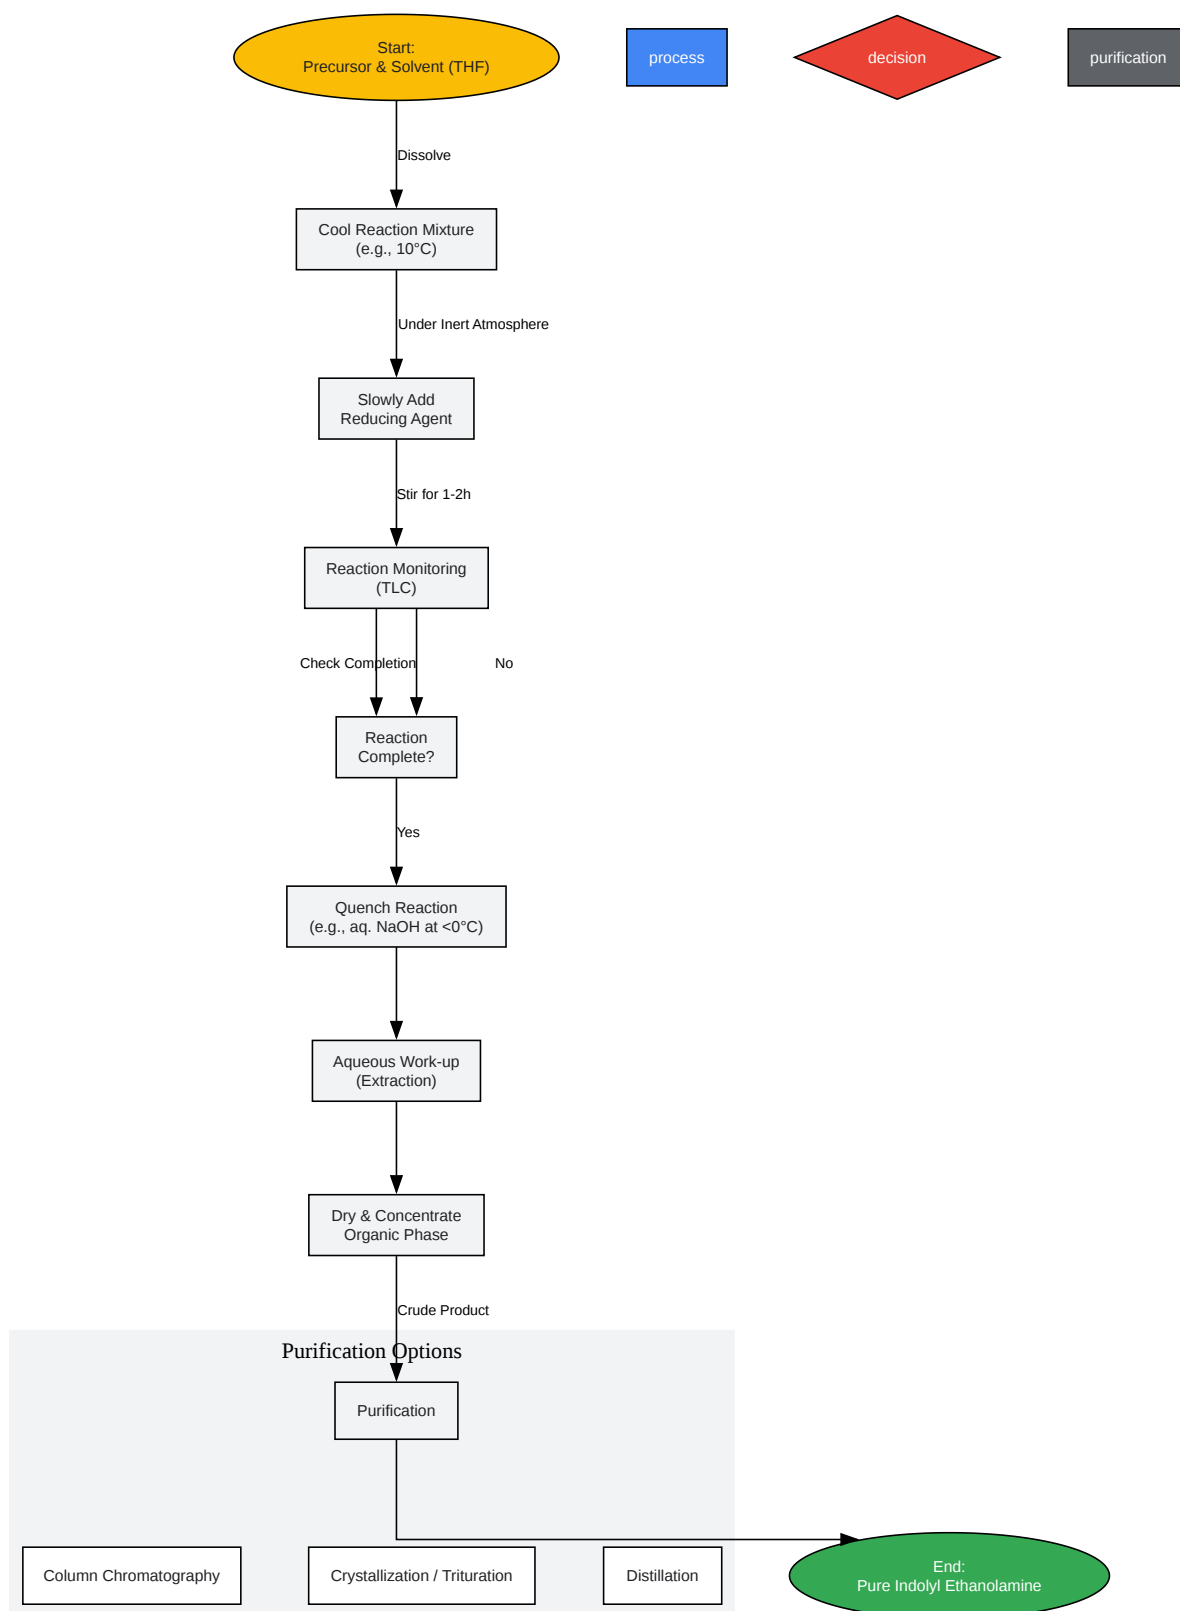 Start:
Precursor & Solvent (THF)
process
decision
purification
Dissolve
Cool Reaction Mixture
(e.g., 10°C)
Under Inert Atmosphere
Slowly Add
Reducing Agent
Stir for 1-2h
Reaction Monitoring
(TLC)
Check Completion
No
Reaction
Complete?
Yes
Quench Reaction
(e.g., aq. NaOH at <0°C)
Aqueous Work-up
(Extraction)
Dry & Concentrate
Organic Phase
Crude Product
Purification Options
Purification
Column Chromatography
Crystallization / Trituration
Distillation
End:
Pure Indolyl Ethanolamine